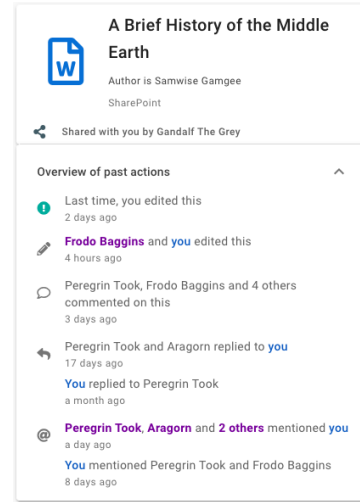 A Brief History of the Middle
Earth
W
Author is Samwise Gamgee
SharePoint
Shared with you by Gandalf The Grey
Overview of past actions
Last time, you edited this
2 days ago
Frodo Baggins and you edited this
4 hours ago
Peregrin Took, Frodo Baggins and 4 others
commented on this
3 days ago
Peregrin Took and Aragorn replied to you
17 days ago
You replied to Peregrin Took
a month ago
@ Peregrin Took, Aragorn and 2 others mentioned you
a day ago
You mentioned Peregrin Took and Frodo Baggins
8 days ago